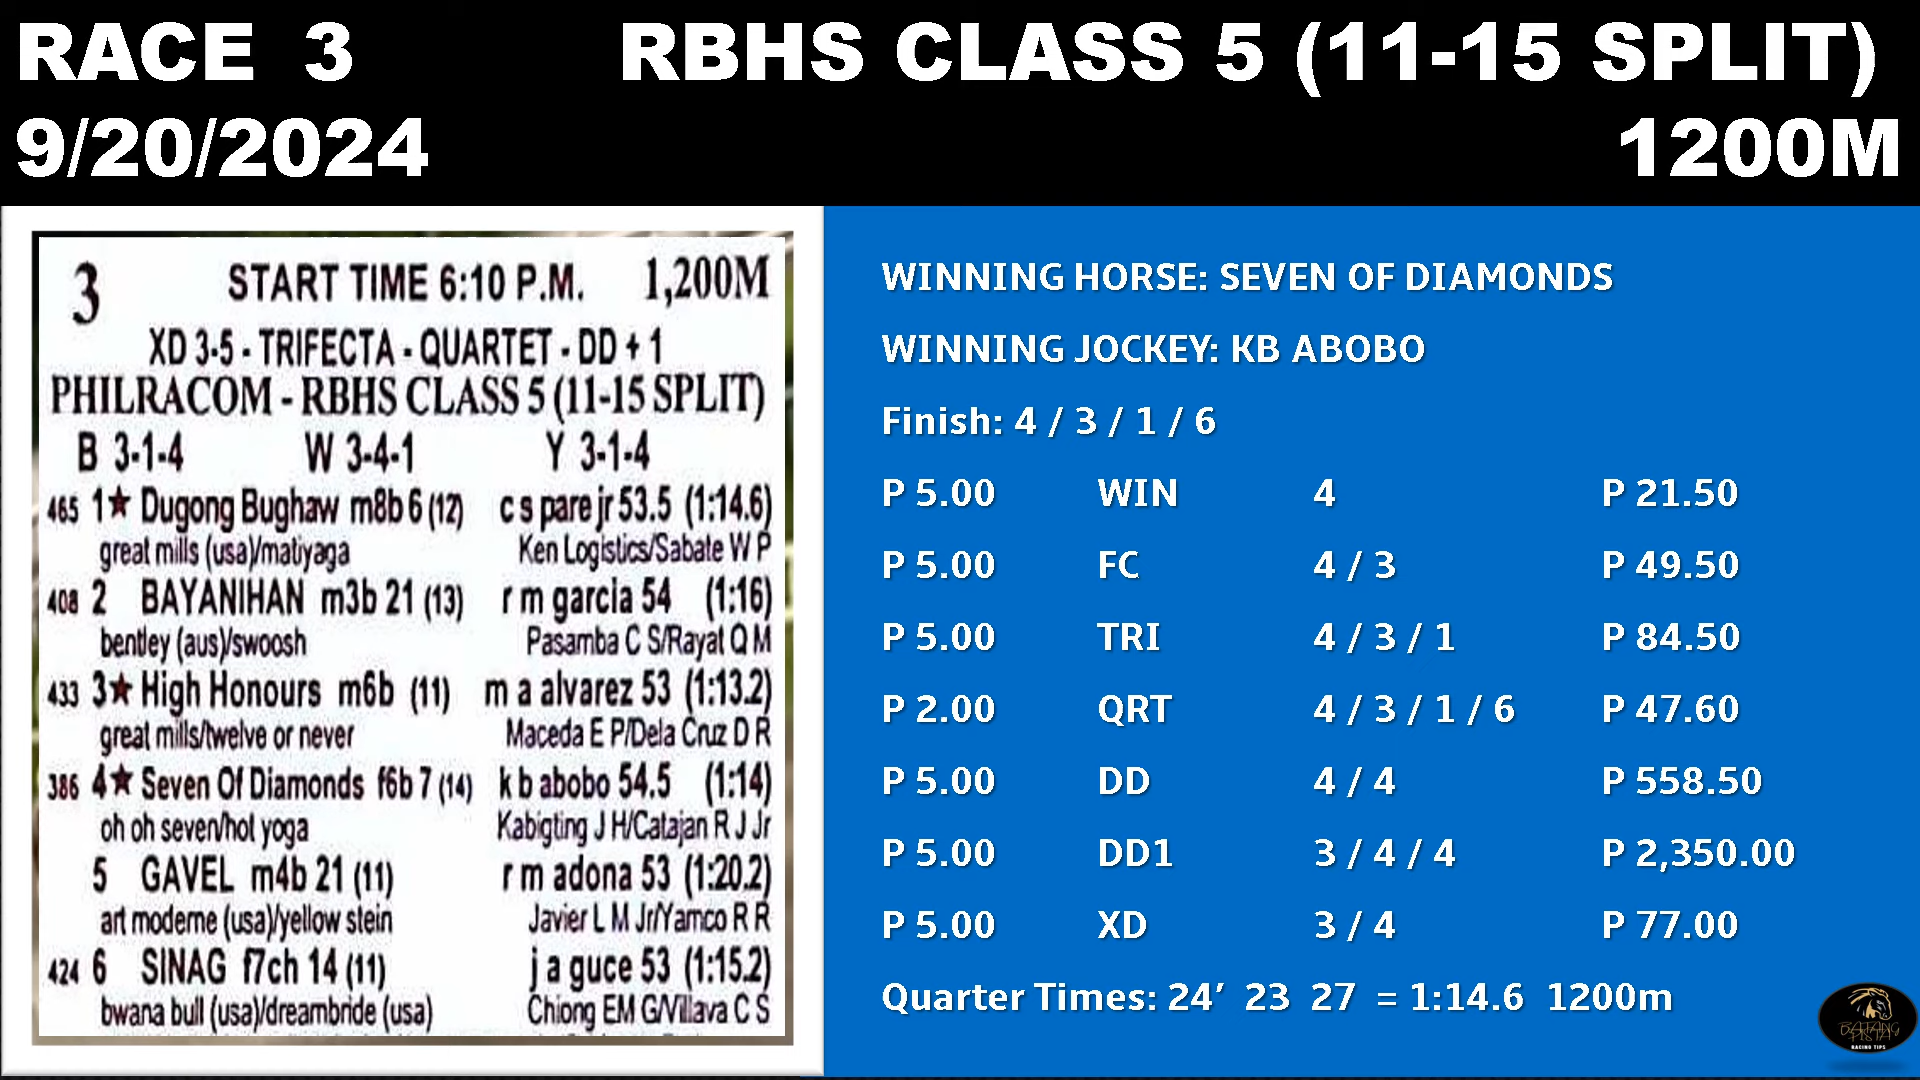 RACE 3 RBHS CLASS 5 (11-15 SPLIT)
9/20/2024 1200M
3 START TIME 6:10 P.M. 1,200M
XD 3-5 - TRIFECTA - QUARTET - DD + 1
PHILRACOM - RBHS CLASS 5 (11-15 SPLIT)
B 3-1-4 W 3-4-1 Y 3-1-4
465 1★ Dugong Bughaw m8b 6 (12) c s pare jr 53.5 (1:14.6)
great mills (usa)/matiyaga Ken Logistics/Sabate W P
408 2 BAYANIHAN m3b 21 (13) r m garcia 54 (1:16)
bentley (aus)/swoosh Pasamba C S/Rayat Q M
433 3★ High Honours m6b (11) m a alvarez 53 (1:13.2)
great mills/twelve or never Maceda E P/Dela Cruz D R
386 4★ Seven Of Diamonds f6b 7 (14) k b abobo 54.5 (1:14)
oh oh seven/hot yoga Kabigting J H/Catajan R J Jr
5 GAVEL m4b 21 (11) r m adona 53 (1:20.2)
art moderne (usa)/yellow stein Javier L M Jr/Yamco R R
424 6 SINAG f7ch 14 (11) j a guce 53 (1:15.2)
bwana bull (usa)/dreambride (usa) Chiong EM G/Villava C S
WINNING HORSE: SEVEN OF DIAMONDS
WINNING JOCKEY: KB ABOBO
Finish: 4 / 3 / 1 / 6
P 5.00 WIN 4 P 21.50
P 5.00 FC 4 / 3 P 49.50
P 5.00 TRI 4 / 3 / 1 P 84.50
P 2.00 QRT 4 / 3 / 1 / 6 P 47.60
P 5.00 DD 4 / 4 P 558.50
P 5.00 DD1 3 / 4 / 4 P 2,350.00
P 5.00 XD 3 / 4 P 77.00
Quarter Times: 24’ 23 27 = 1:14.6 1200m
BATANG
PISTA
RACING TIPS